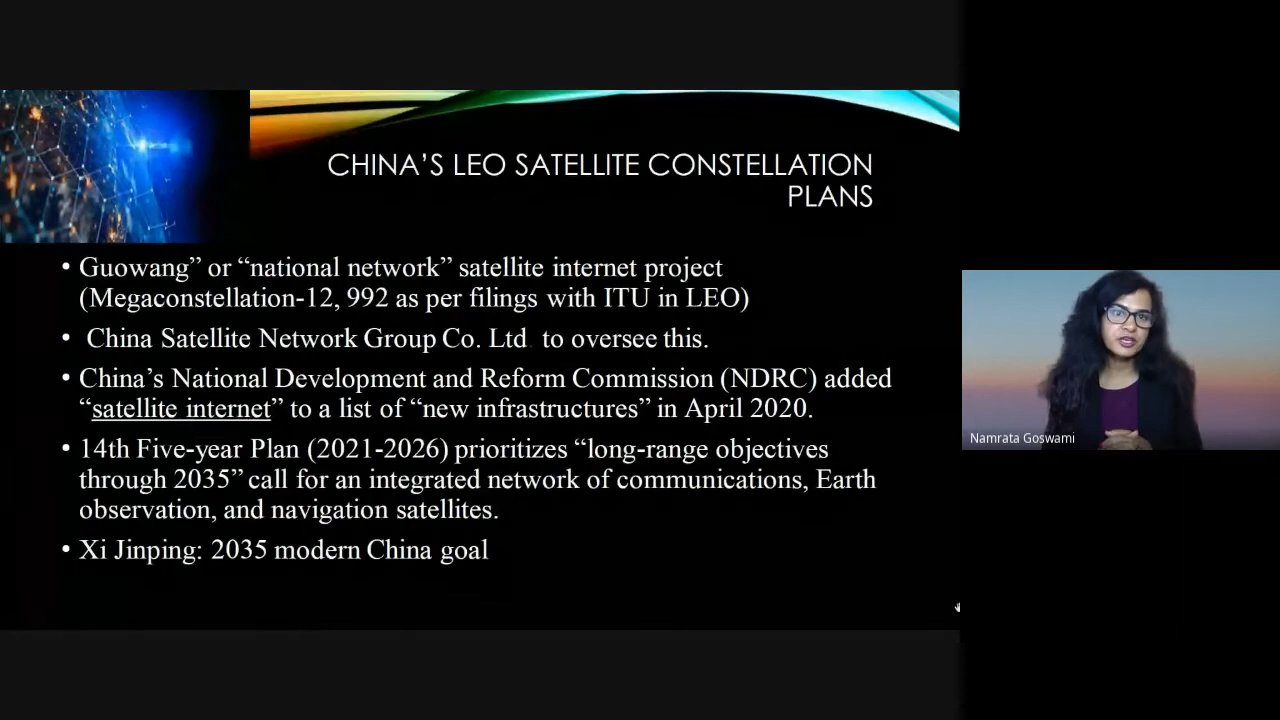 CHINA’S LEO SATELLITE CONSTELLATION
PLANS
• Guowang” or “national network” satellite internet project
(Megaconstellation-12, 992 as per filings with ITU in LEO)
• China Satellite Network Group Co. Ltd to oversee this.
• China’s National Development and Reform Commission (NDRC) added
“satellite internet” to a list of “new infrastructures” in April 2020.
• 14th Five-year Plan (2021-2026) prioritizes “long-range objectives
through 2035” call for an integrated network of communications, Earth
observation, and navigation satellites.
• Xi Jinping: 2035 modern China goal
Namrata Goswami